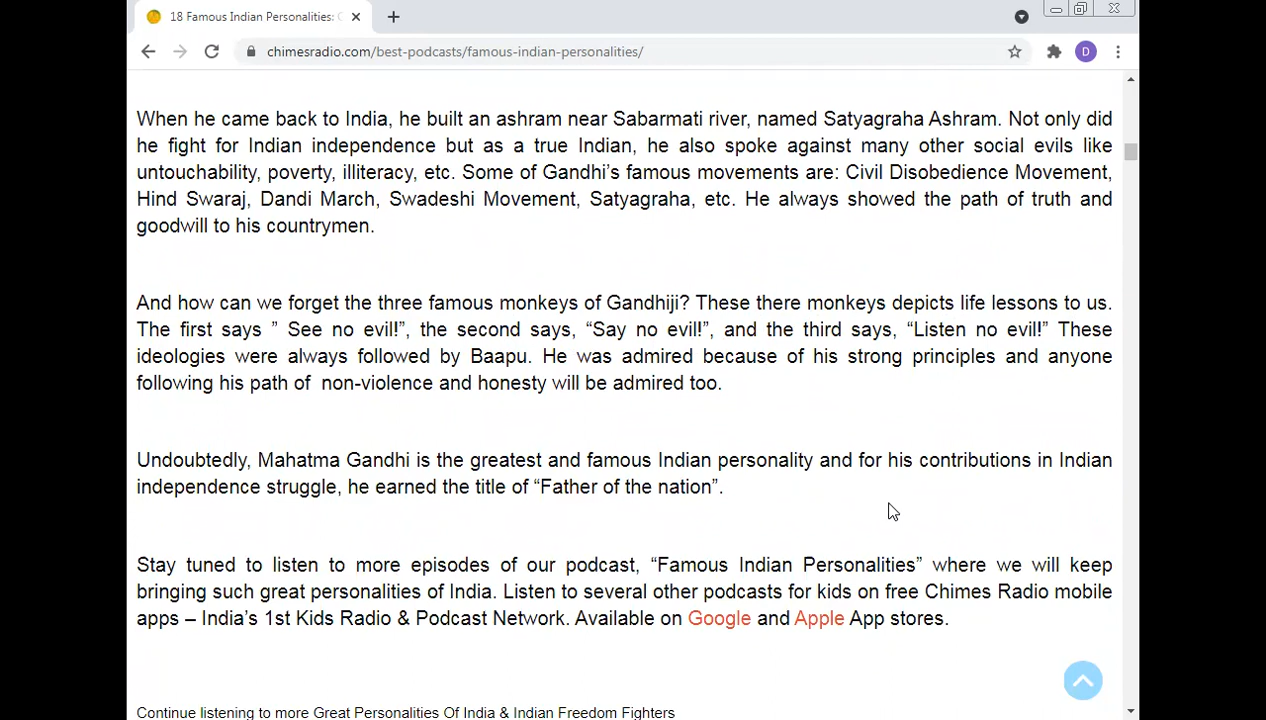 18 Famous Indian Personalities:
chimesradio.com/best-podcasts/famous-indian-personalities/
D
When he came back to India, he built an ashram near Sabarmati river, named Satyagraha Ashram. Not only did
he fight for Indian independence but as a true Indian, he also spoke against many other social evils like
untouchability, poverty, illiteracy, etc. Some of Gandhi’s famous movements are: Civil Disobedience Movement,
Hind Swaraj, Dandi March, Swadeshi Movement, Satyagraha, etc. He always showed the path of truth and
goodwill to his countrymen.
And how can we forget the three famous monkeys of Gandhiji? These there monkeys depicts life lessons to us.
The first says ” See no evil!”, the second says, “Say no evil!”, and the third says, “Listen no evil!” These
ideologies were always followed by Baapu. He was admired because of his strong principles and anyone
following his path of  non-violence and honesty will be admired too.
Undoubtedly, Mahatma Gandhi is the greatest and famous Indian personality and for his contributions in Indian
independence struggle, he earned the title of “Father of the nation”.
Stay tuned to listen to more episodes of our podcast, “Famous Indian Personalities” where we will keep
bringing such great personalities of India. Listen to several other podcasts for kids on free Chimes Radio mobile
apps – India’s 1st Kids Radio & Podcast Network. Available on Google and Apple App stores.
Continue listening to more Great Personalities Of India & Indian Freedom Fighters